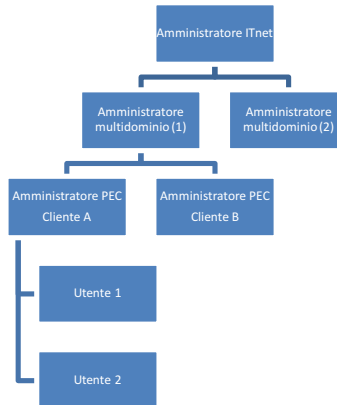 Amministratore ITnet
Amministratore
multidominio (1)
Amministratore
multidominio (2)
Amministratore PEC
Cliente A
Amministratore PEC
Cliente B
Utente 1
Utente 2